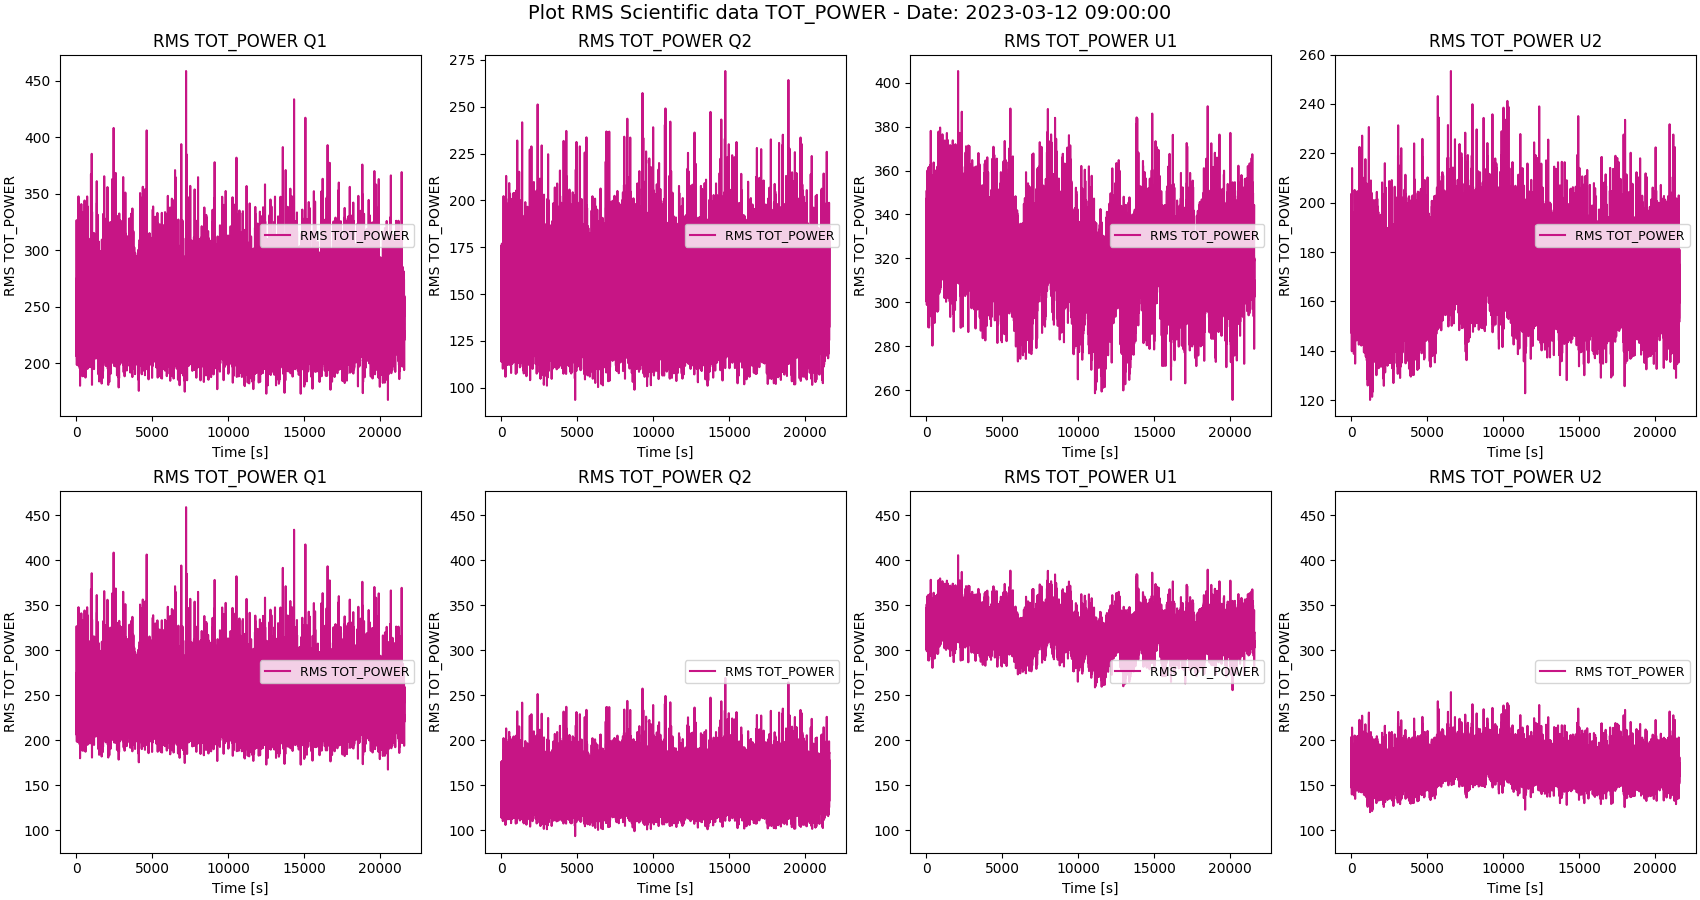 Plot RMS Scientific data TOT_POWER - Date: 2023-03-12 09:00:00
RMS TOT_POWER Q1
RMS TOT_POWER
450
400
350
300
250
200
RMS TOT_POWER
0 5000 10000 15000 20000
Time [s]
RMS TOT_POWER Q2
RMS TOT_POWER
275
250
225
200
175
150
125
100
RMS TOT_POWER
0 5000 10000 15000 20000
Time [s]
RMS TOT_POWER U1
RMS TOT_POWER
400
380
360
340
320
300
280
260
RMS TOT_POWER
0 5000 10000 15000 20000
Time [s]
RMS TOT_POWER U2
RMS TOT_POWER
260
240
220
200
180
160
140
120
RMS TOT_POWER
0 5000 10000 15000 20000
Time [s]
RMS TOT_POWER Q1
RMS TOT_POWER
450
400
350
300
250
200
150
100
RMS TOT_POWER
0 5000 10000 15000 20000
Time [s]
RMS TOT_POWER Q2
RMS TOT_POWER
450
400
350
300
250
200
150
100
RMS TOT_POWER
0 5000 10000 15000 20000
Time [s]
RMS TOT_POWER U1
RMS TOT_POWER
450
400
350
300
250
200
150
100
RMS TOT_POWER
0 5000 10000 15000 20000
Time [s]
RMS TOT_POWER U2
RMS TOT_POWER
450
400
350
300
250
200
150
100
RMS TOT_POWER
0 5000 10000 15000 20000
Time [s]